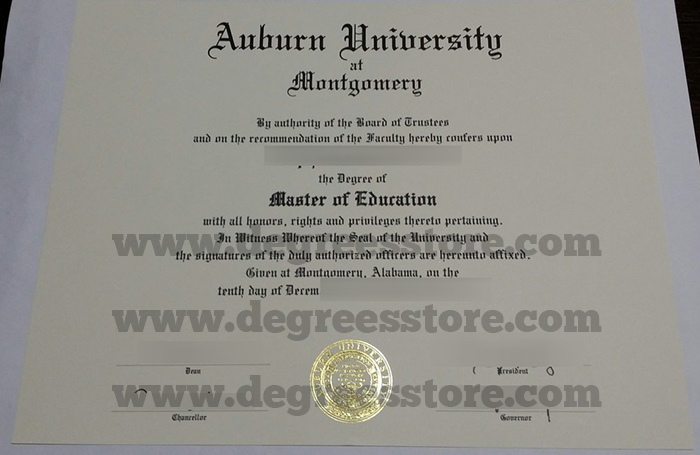 Auburn University
at
Montgomery
By authority of the Board of Trustees
and on the recommendation of the Faculty hereby confers upon
the Degree of
Master of Education
with all honors, rights and privileges thereto pertaining.
www.degreesstore.com
In Witness Whereof the Seal of the University and
the signatures of the duly authorized officers are hereunto affixed.
Given at Montgomery, Alabama, on the
tenth day of Decem
www.degreesstore.com
Dean
President
www.degreesstore.com
Chancellor
Governor